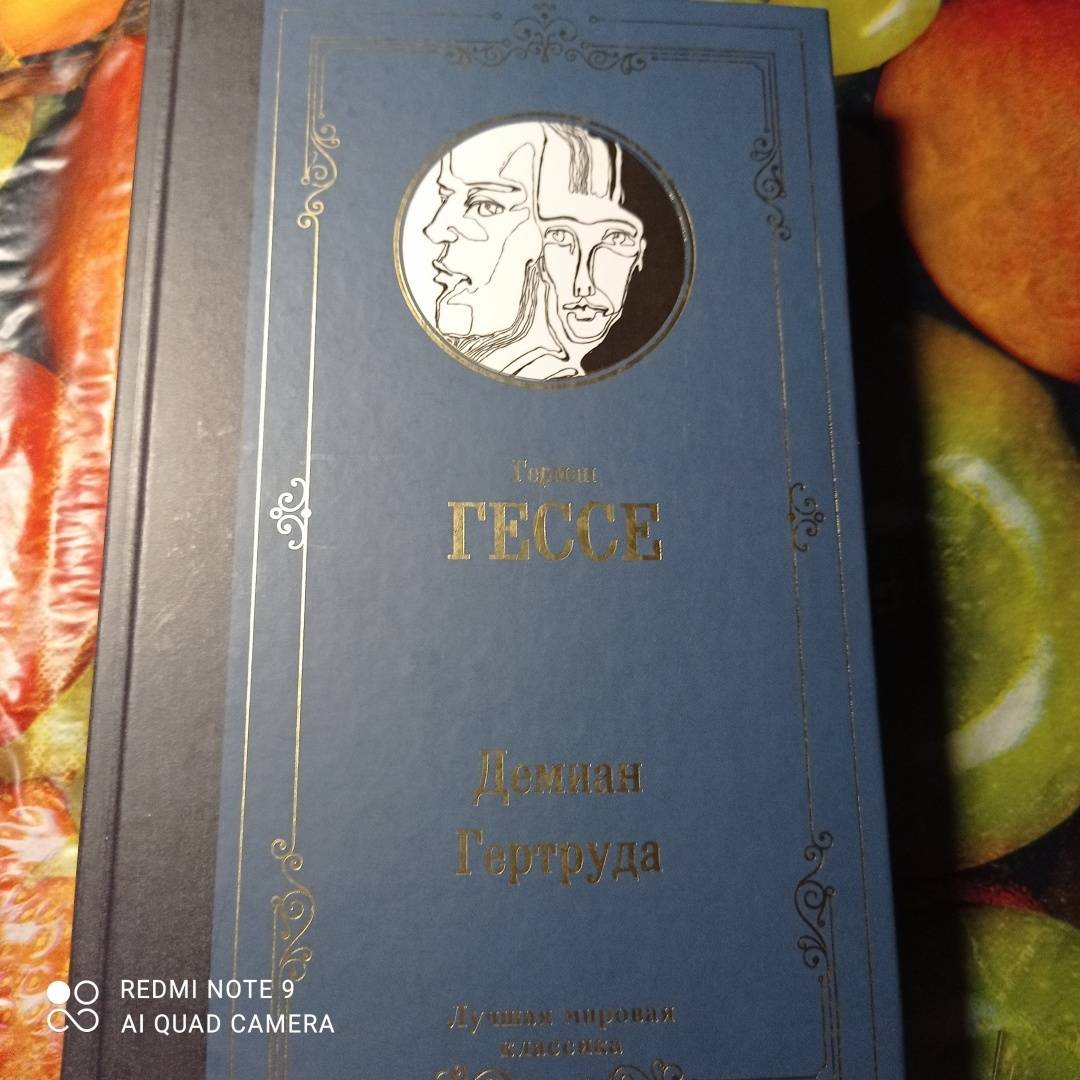 Герман
ГЕССЕ
Демиан
Гертруда
Лучшая мировая
классика
REDMI NOTE 9
AI QUAD CAMERA